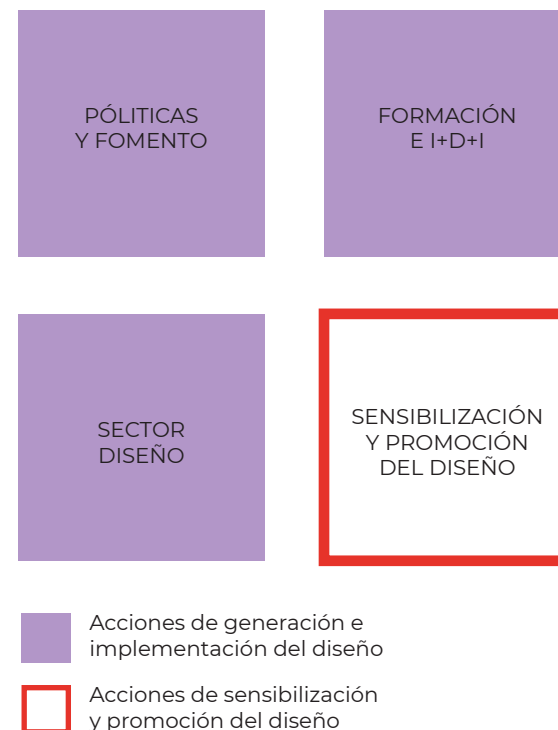 PÓLITICAS
Y FOMENTO
FORMACIÓN
E I+D+I
SECTOR
DISEÑO
SENSIBILIZACIÓN
Y PROMOCIÓN
DEL DISEÑO
Acciones de generación e
implementación del diseño
Acciones de sensibilización
y promoción del diseño